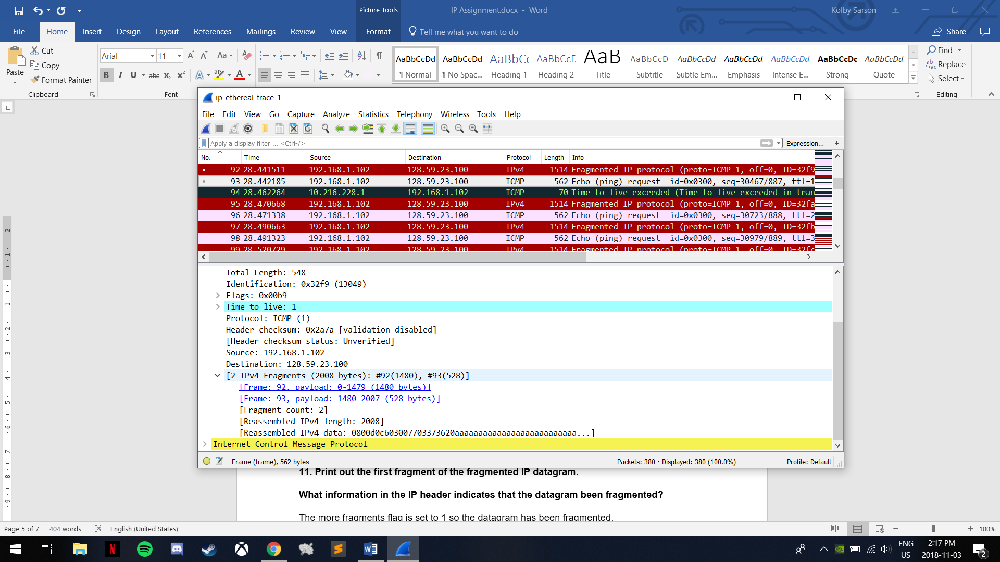 Picture Tools
IP Assignment.docx - Word
Kolby Sarson
File Home Insert Design Layout References Mailings Review View Format Tell me what you want to do Share
Paste
Cut
Copy
Format Painter
Clipboard
Arial 11
Font
AaBbCcDd AaBbCcDd AaBbCc AaBbCcC AaB AaBbCcD AaBbCcDd AaBbCcDd AaBbCcDd AaBbCcDc AaBbCcDd
¶ Normal ¶ No Spac... Heading 1 Heading 2 Title Subtitle Subtle Em... Emphasis Intense E... Strong Quote
Find
Replace
Select
Editing
ip-ethereal-trace-1
File Edit View Go Capture Analyze Statistics Telephony Wireless Tools Help
Apply a display filter ... <Ctrl-/>
Expression... +
No. Time Source Destination Protocol Length Info
92 28.441511 192.168.1.102 128.59.23.100 IPv4 1514 Fragmented IP protocol (proto=ICMP 1, off=0, ID=32f9
93 28.442185 192.168.1.102 128.59.23.100 ICMP 562 Echo (ping) request id=0x0300, seq=30467/887, ttl=1
94 28.462264 10.216.228.1 192.168.1.102 ICMP 70 Time-to-live exceeded (Time to live exceeded in tran
95 28.470668 192.168.1.102 128.59.23.100 IPv4 1514 Fragmented IP protocol (proto=ICMP 1, off=0, ID=32fa
96 28.471338 192.168.1.102 128.59.23.100 ICMP 562 Echo (ping) request id=0x0300, seq=30723/888, ttl=2
97 28.490663 192.168.1.102 128.59.23.100 IPv4 1514 Fragmented IP protocol (proto=ICMP 1, off=0, ID=32fb
98 28.491323 192.168.1.102 128.59.23.100 ICMP 562 Echo (ping) request id=0x0300, seq=30979/889, ttl=3
99 28.520729 192.168.1.102 128.59.23.100 IPv4 1514 Fragmented IP protocol (proto=ICMP 1, off=0, ID=32fc
Total Length: 548
Identification: 0x32f9 (13049)
Flags: 0x00b9
Time to live: 1
Protocol: ICMP (1)
Header checksum: 0x2a7a [validation disabled]
[Header checksum status: Unverified]
Source: 192.168.1.102
Destination: 128.59.23.100
[2 IPv4 Fragments (2008 bytes): #92(1480), #93(528)]
[Frame: 92, payload: 0-1479 (1480 bytes)]
[Frame: 93, payload: 1480-2007 (528 bytes)]
[Fragment count: 2]
[Reassembled IPv4 length: 2008]
[Reassembled IPv4 data: 0800d0c603007703373620aaaaaaaaaaaaaaaaaaaaaaaaaa...]
Internet Control Message Protocol
Frame (frame), 562 bytes
Packets: 380 · Displayed: 380 (100.0%)
Profile: Default
11. Print out the first fragment of the fragmented IP datagram.
What information in the IP header indicates that the datagram been fragmented?
The more fragments flag is set to 1 so the datagram has been fragmented.
Page 5 of 7 404 words English (United States) 100%
ENG
US
2:17 PM
2018-11-03
2